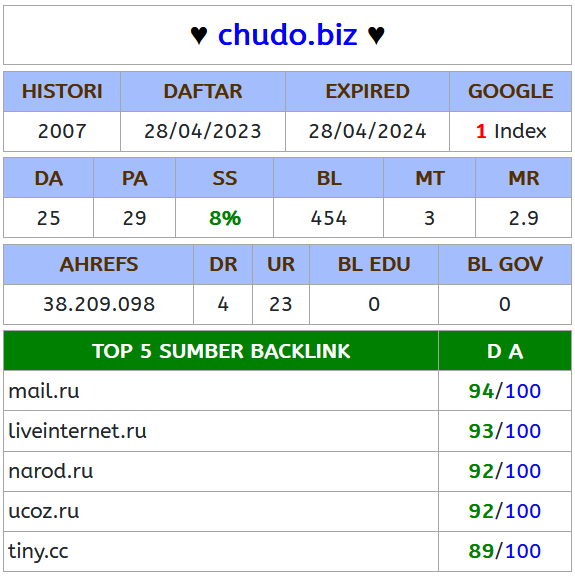 ♥ chudo.biz ♥
HISTORI DAFTAR EXPIRED GOOGLE
2007 28/04/2023 28/04/2024 1 Index
DA PA SS BL MT MR
25 29 8% 454 3 2.9
AHREFS DR UR BL EDU BL GOV
38.209.098 4 23 0 0
TOP 5 SUMBER BACKLINK D A
mail.ru 94/100
liveinternet.ru 93/100
narod.ru 92/100
ucoz.ru 92/100
tiny.cc 89/100